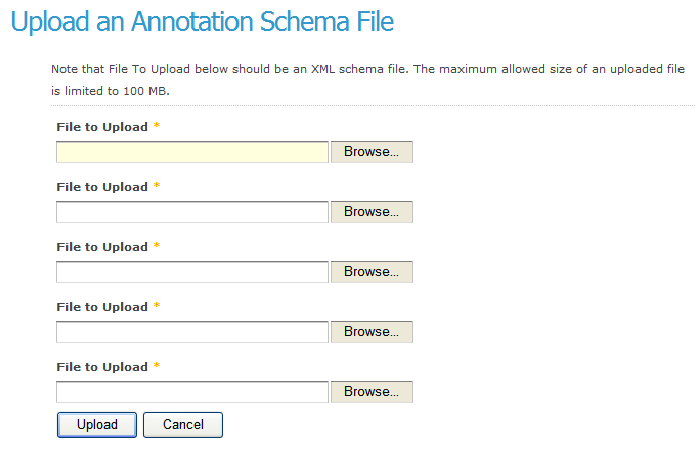 Upload an Annotation Schema File
Note that File To Upload below should be an XML schema file. The maximum allowed size of an uploaded file
is limited to 100 MB.
File to Upload *
Browse...
File to Upload *
Browse...
File to Upload *
Browse...
File to Upload *
Browse...
File to Upload *
Browse...
Upload Cancel